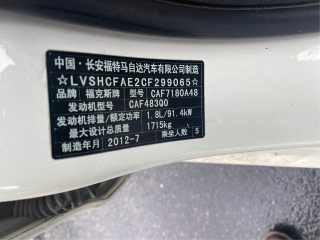 中国·长安福特马自达汽车有限公司制造
☆LVSHCFAE2CF299065☆
品牌 福克斯牌 型号 CAF7180A48
发动机型号 CAF483Q0
发动机排量/额定功率 1.8L/91.4kW
最大设计总质量 1715kg
制造年月 2012-7 乘坐人数 5